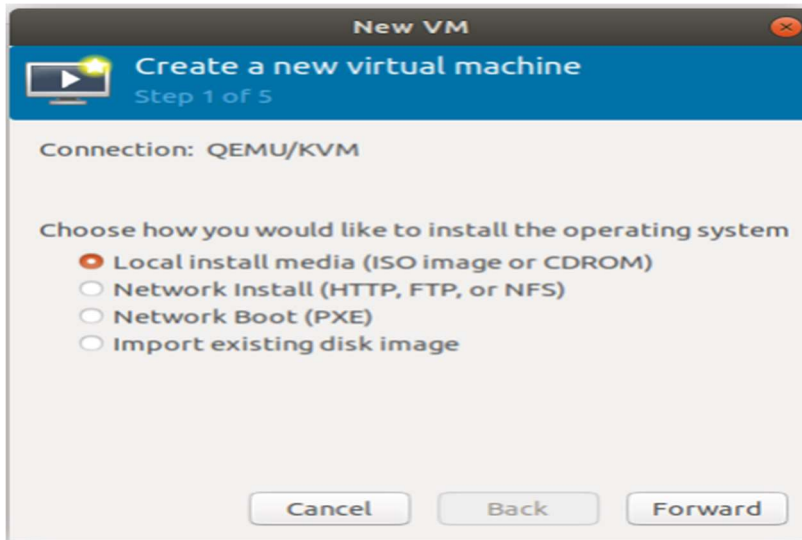 New VM
Create a new virtual machine
Step 1 of 5
Connection: QEMU/KVM
Choose how you would like to install the operating system
Local install media (ISO image or CDROM)
Network Install (HTTP, FTP, or NFS)
Network Boot (PXE)
Import existing disk image
Cancel Back Forward